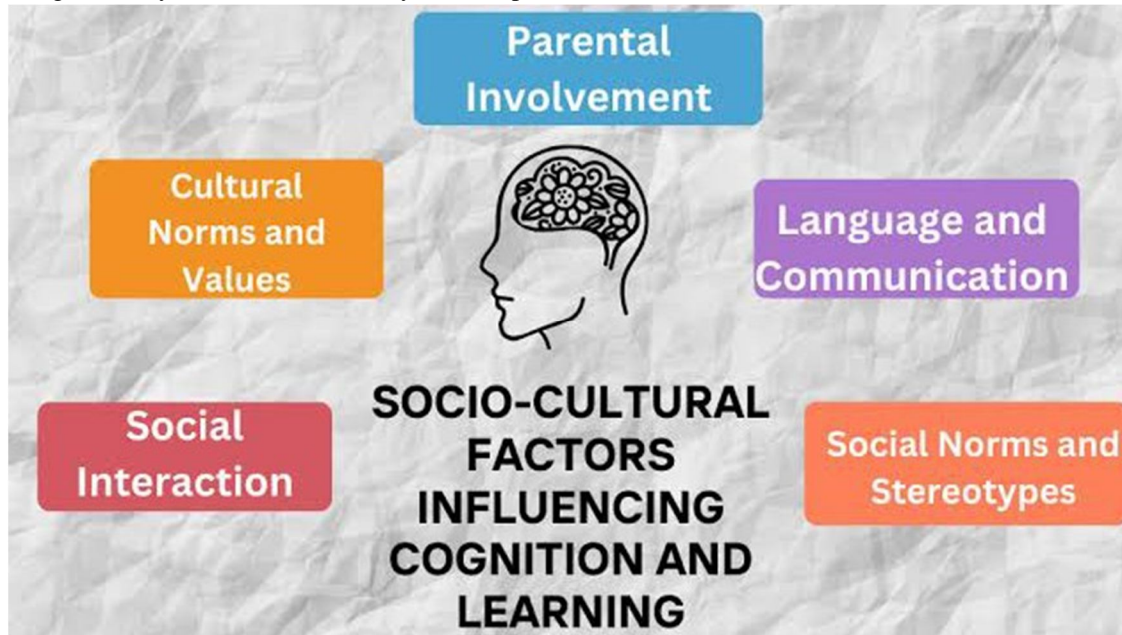 Parental
Involvement
Cultural
Norms and
Values
Language and
Communication
Social
Interaction
Social Norms and
Stereotypes
SOCIO-CULTURAL
FACTORS
INFLUENCING
COGNITION AND
LEARNING